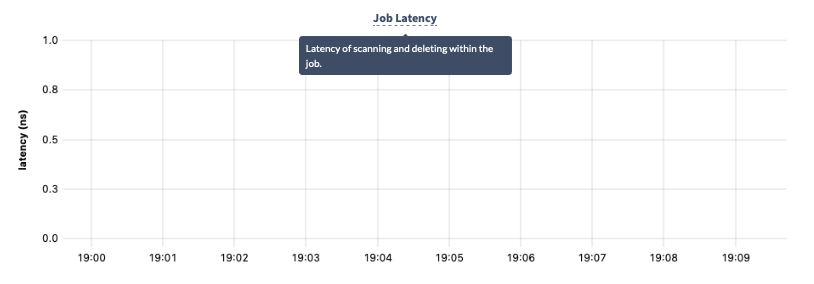 Job Latency
Latency of scanning and deleting within the
job.
1.0
0.8
0.5
0.3
0.0
latency (ns)
19:00 19:01 19:02 19:03 19:04 19:05 19:06 19:07 19:08 19:09